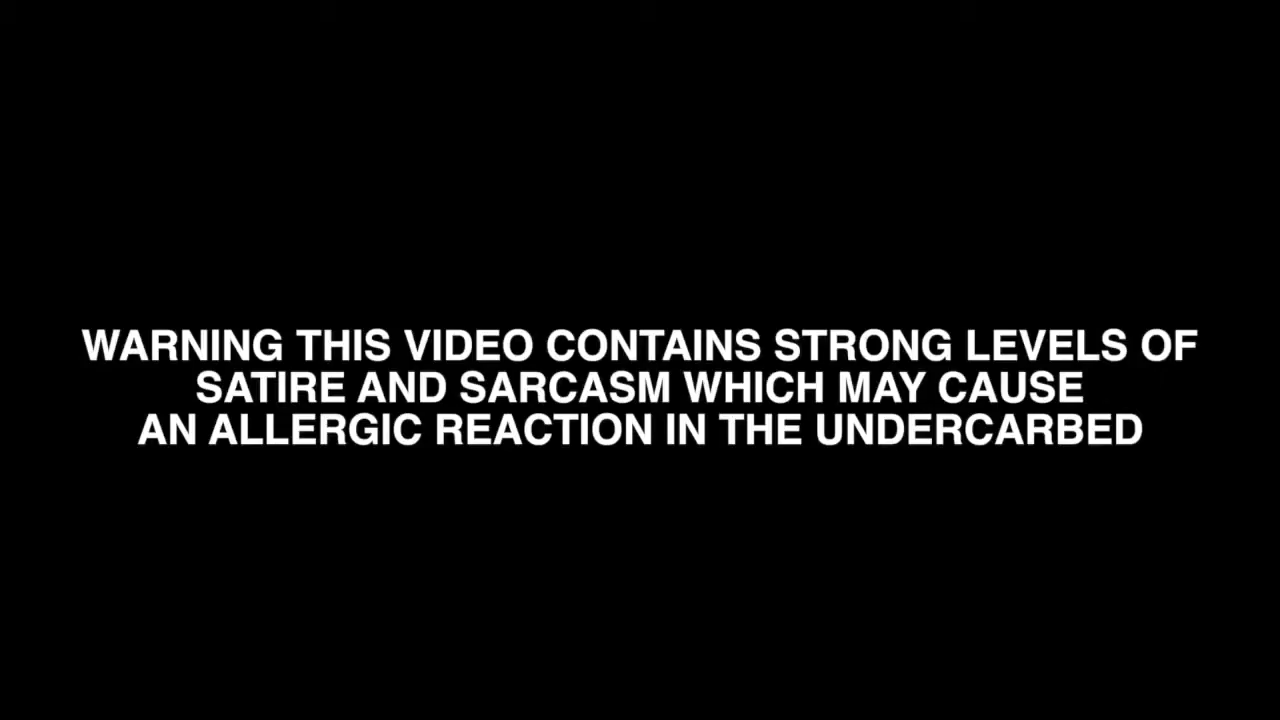 WARNING THIS VIDEO CONTAINS STRONG LEVELS OF
SATIRE AND SARCASM WHICH MAY CAUSE
AN ALLERGIC REACTION IN THE UNDERCARBED